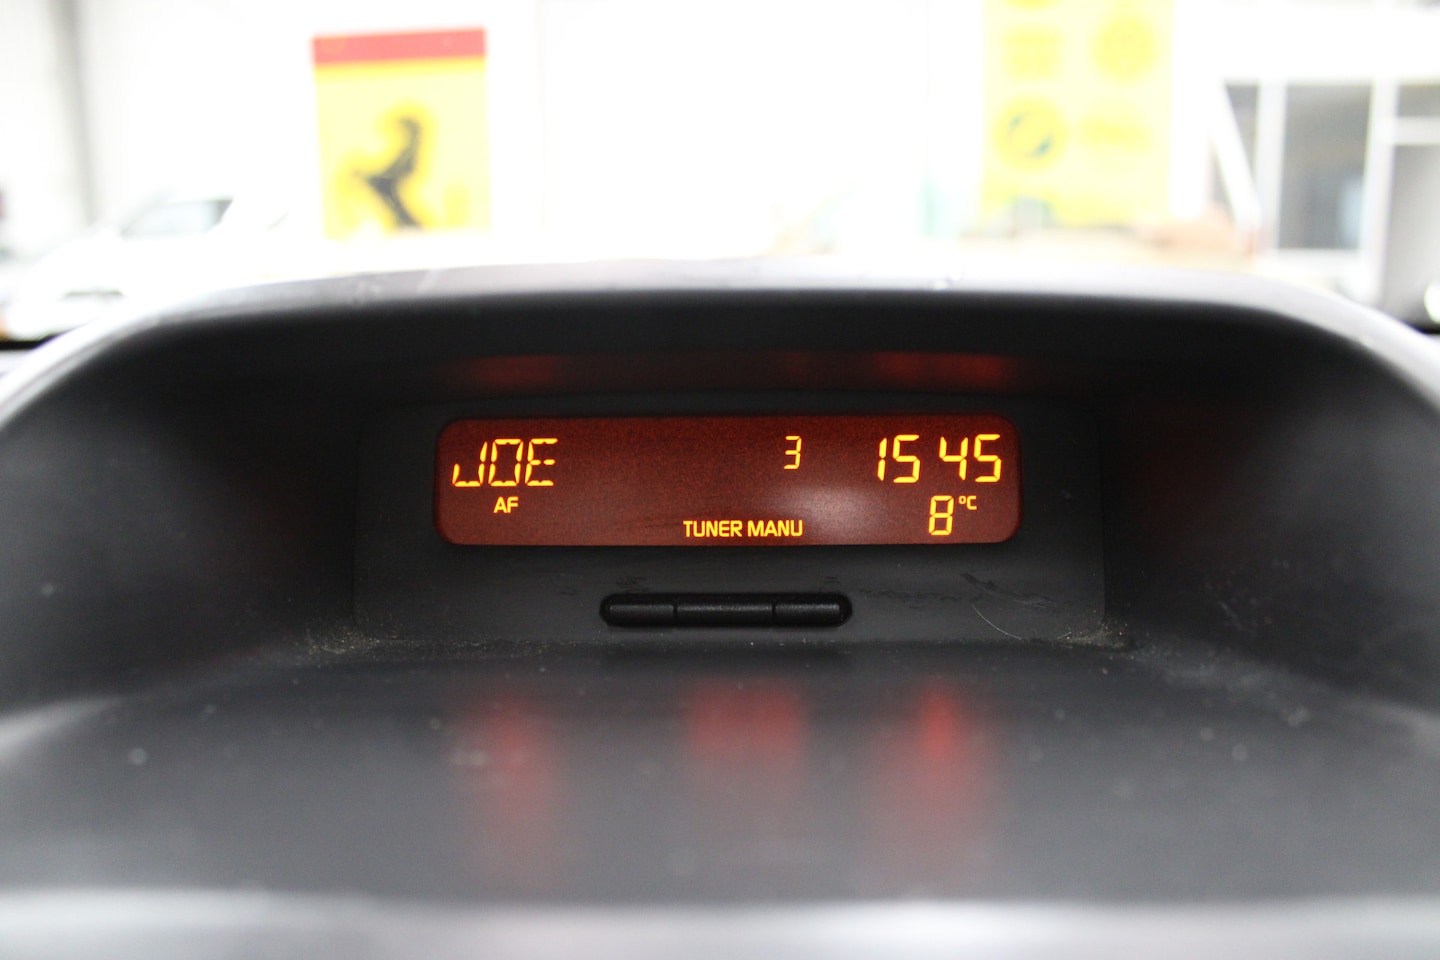 JOE 3 15 45
AF 8 °C
TUNER MANU